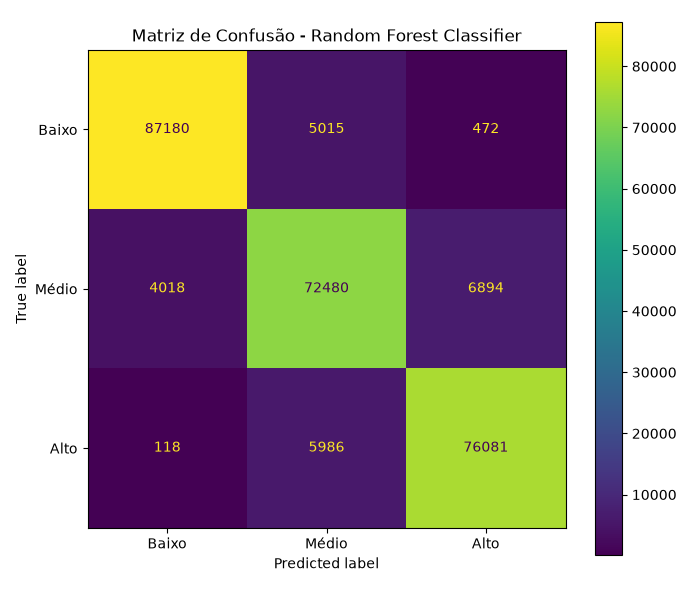 Matriz de Confusão - Random Forest Classifier
True label
Baixo
87180 5015 472
Médio
4018 72480 6894
Alto
118 5986 76081
Baixo Médio Alto
Predicted label
80000
70000
60000
50000
40000
30000
20000
10000